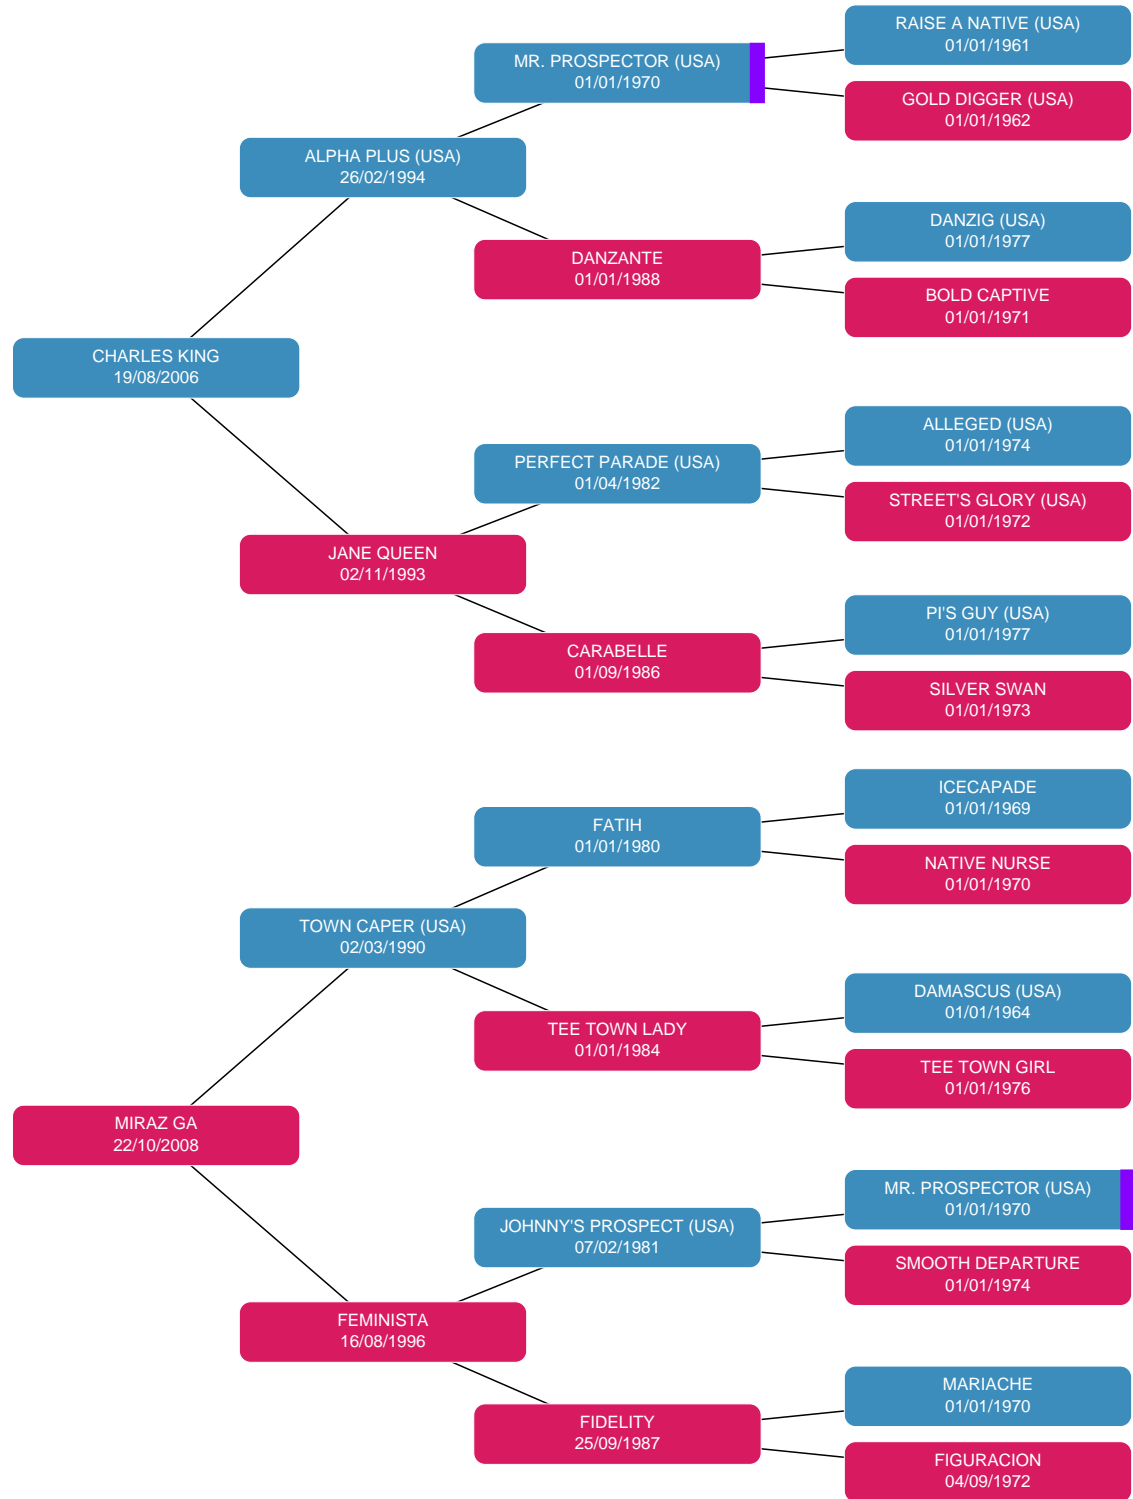 RAISE A NATIVE (USA)
01/01/1961
MR. PROSPECTOR (USA)
01/01/1970
GOLD DIGGER (USA)
01/01/1962
ALPHA PLUS (USA)
26/02/1994
DANZIG (USA)
01/01/1977
DANZANTE
01/01/1988
BOLD CAPTIVE
01/01/1971
CHARLES KING
19/08/2006
ALLEGED (USA)
01/01/1974
PERFECT PARADE (USA)
01/04/1982
STREET'S GLORY (USA)
01/01/1972
JANE QUEEN
02/11/1993
PI'S GUY (USA)
01/01/1977
CARABELLE
01/09/1986
SILVER SWAN
01/01/1973
ICECAPADE
01/01/1969
FATIH
01/01/1980
NATIVE NURSE
01/01/1970
TOWN CAPER (USA)
02/03/1990
DAMASCUS (USA)
01/01/1964
TEE TOWN LADY
01/01/1984
TEE TOWN GIRL
01/01/1976
MIRAZ GA
22/10/2008
MR. PROSPECTOR (USA)
01/01/1970
JOHNNY'S PROSPECT (USA)
07/02/1981
SMOOTH DEPARTURE
01/01/1974
FEMINISTA
16/08/1996
MARIACHE
01/01/1970
FIDELITY
25/09/1987
FIGURACION
04/09/1972